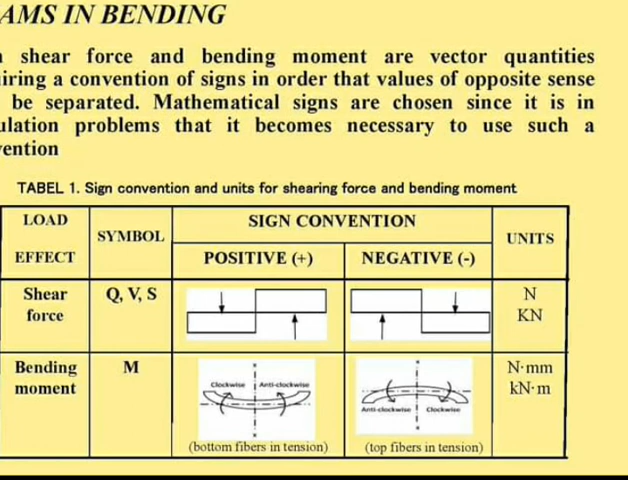 AMS IN BENDING
shear force and bending moment are vector quantities
iring a convention of signs in order that values of opposite sense
be separated. Mathematical signs are chosen since it is in
ulation problems that it becomes necessary to use such a
ention
TABEL 1. Sign convention and units for shearing force and bending moment
LOAD EFFECT
SYMBOL
SIGN CONVENTION
UNITS
POSITIVE (+)
NEGATIVE (-)
Shear force
Q, V, S
N
KN
Bending moment
M
Clockwise
Anti-clockwise
(bottom fibers in tension)
Anti-clockwise
Clockwise
(top fibers in tension)
N·mm
kN·m